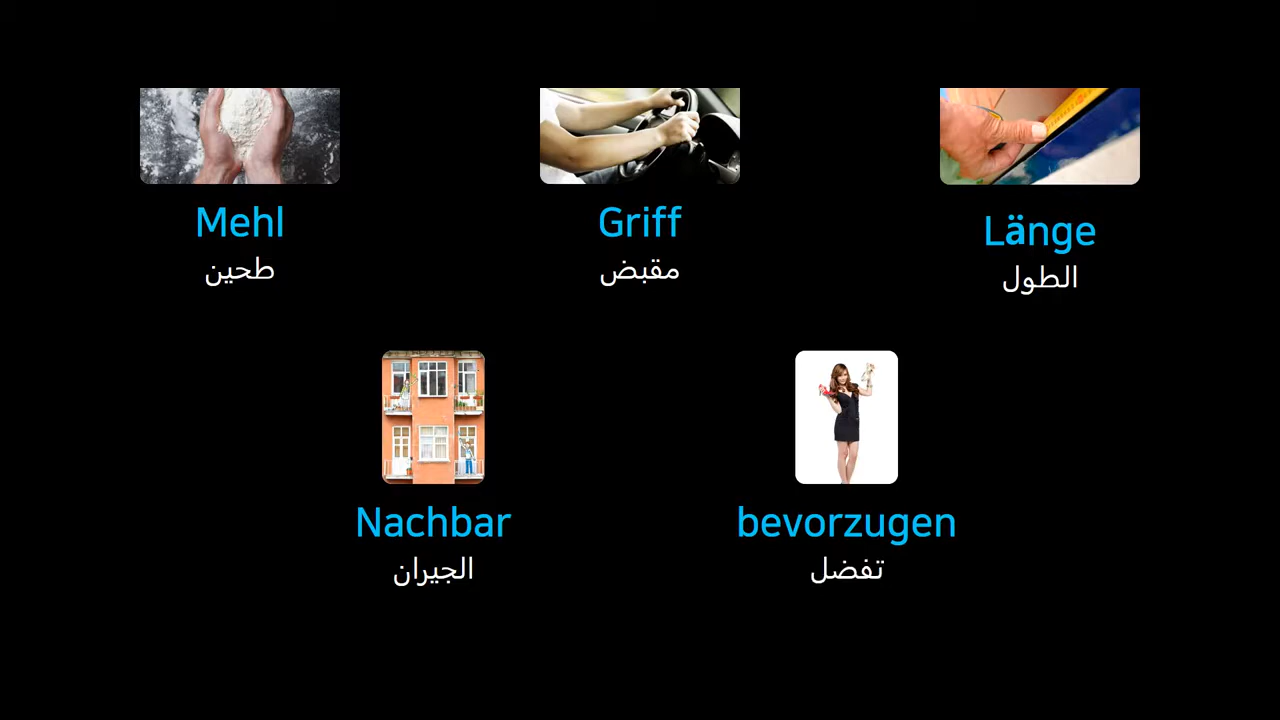 Mehl
طحين
Griff
مقبض
Länge
الطول
Nachbar
الجيران
bevorzugen
تفضل